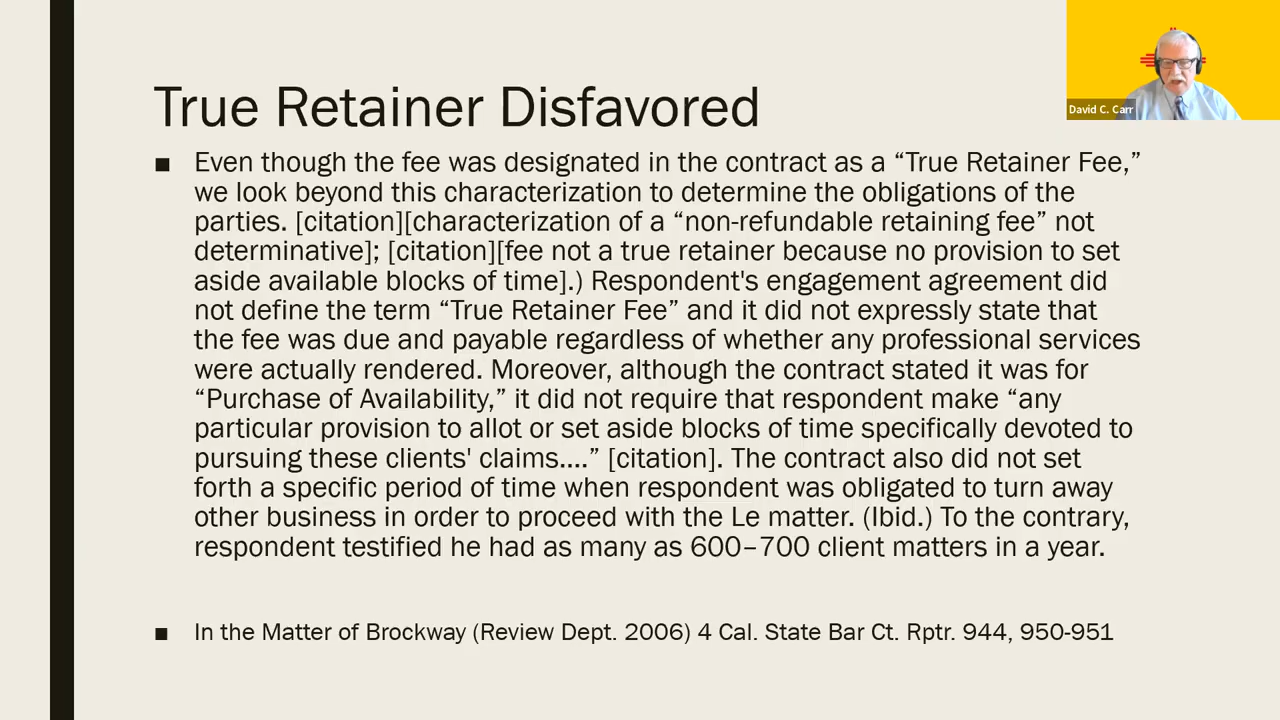 True Retainer Disfavored
David C. Carr
■ Even though the fee was designated in the contract as a “True Retainer Fee,”
we look beyond this characterization to determine the obligations of the
parties. [citation][characterization of a “non-refundable retaining fee” not
determinative]; [citation][fee not a true retainer because no provision to set
aside available blocks of time].) Respondent's engagement agreement did
not define the term “True Retainer Fee” and it did not expressly state that
the fee was due and payable regardless of whether any professional services
were actually rendered. Moreover, although the contract stated it was for
“Purchase of Availability,” it did not require that respondent make “any
particular provision to allot or set aside blocks of time specifically devoted to
pursuing these clients' claims....” [citation]. The contract also did not set
forth a specific period of time when respondent was obligated to turn away
other business in order to proceed with the Le matter. (Ibid.) To the contrary,
respondent testified he had as many as 600–700 client matters in a year.
■ In the Matter of Brockway (Review Dept. 2006) 4 Cal. State Bar Ct. Rptr. 944, 950-951